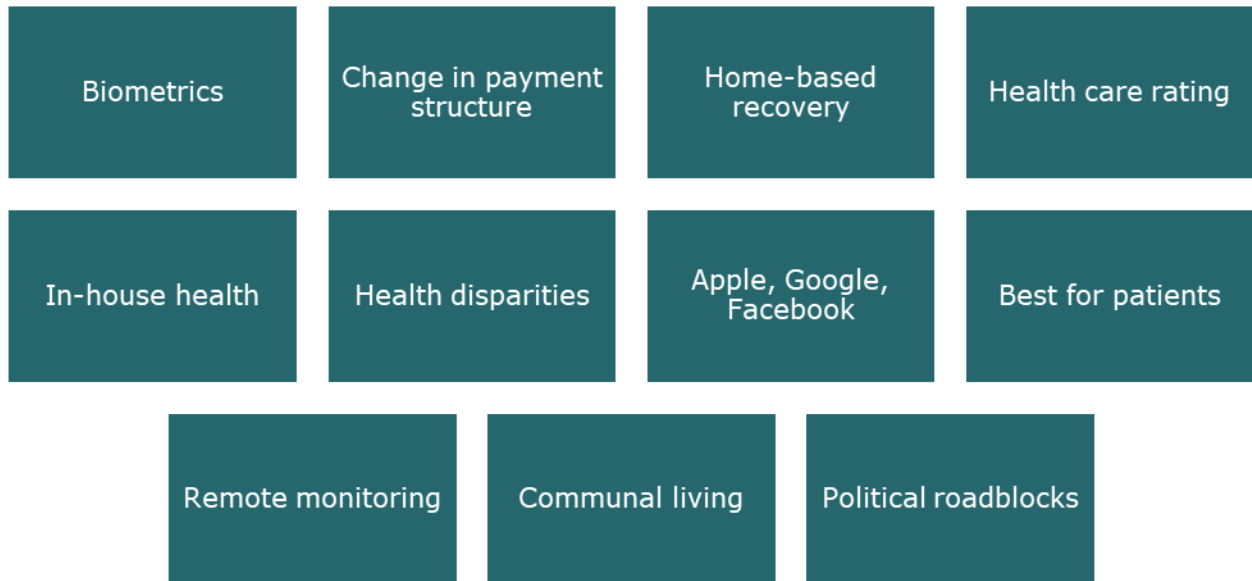 Biometrics
Change in payment
structure
Home-based
recovery
Health care rating
In-house health
Health disparities
Apple, Google,
Facebook
Best for patients
Remote monitoring
Communal living
Political roadblocks